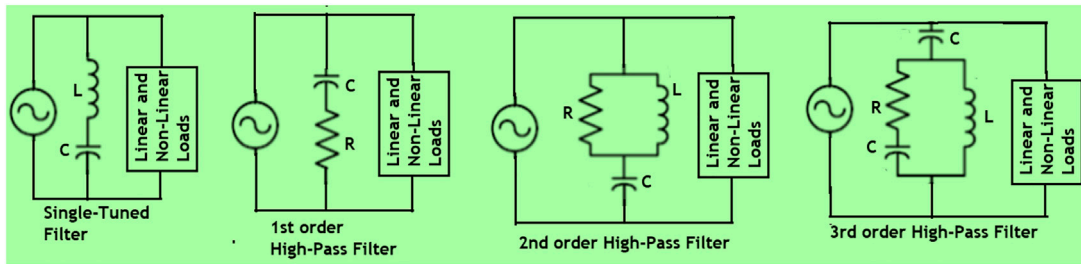 L
C
Linear and
Non-Linear
Loads
Single-Tuned
Filter
C
R
Linear and
Non-Linear
Loads
1st order
High-Pass Filter
R
L
C
Linear and
Non-Linear
Loads
2nd order High-Pass Filter
C
R
C
L
Linear and
Non-Linear
Loads
3rd order High-Pass Filter